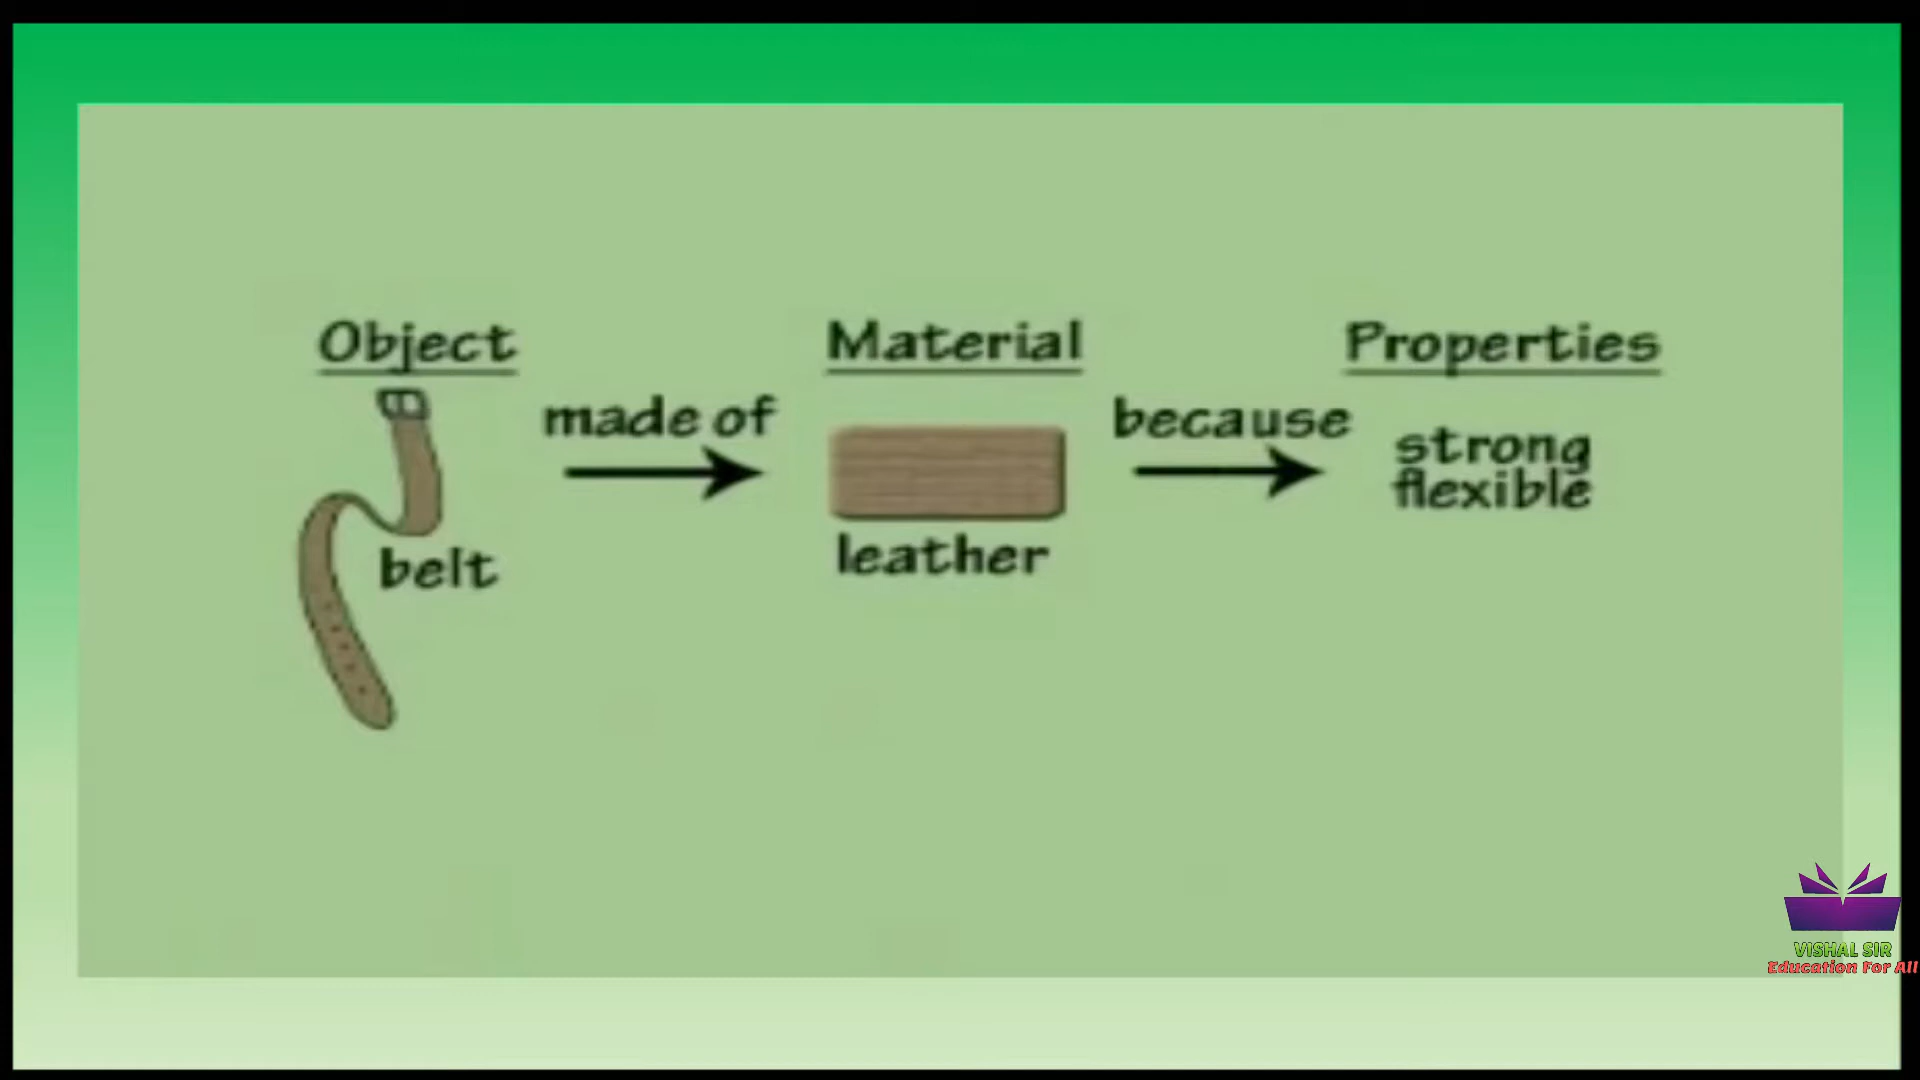 Object
Material
Properties
made of
because
strong
flexible
belt
leather
VISHAL SIR
Education For All